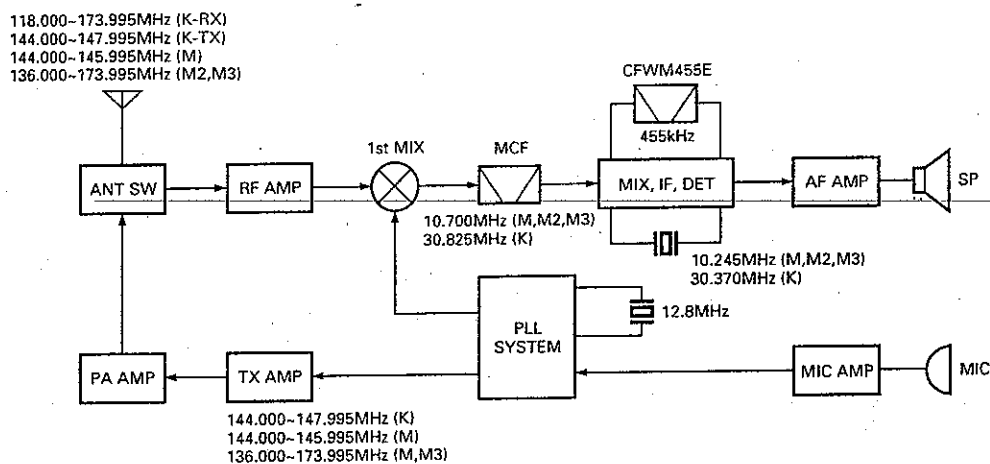 118.000~173.995MHz (K-RX)
144.000~147.995MHz (K-TX)
144.000~145.995MHz (M)
136.000~173.995MHz (M2,M3)
CFWM455E
455kHz
1st MIX
MCF
ANT SW
RF AMP
MIX, IF, DET
AF AMP
SP
10.700MHz (M,M2,M3)
30.825MHz (K)
10.245MHz (M,M2,M3)
30.370MHz (K)
12.8MHz
PLL
SYSTEM
PA AMP
TX AMP
MIC AMP
MIC
144.000~147.995MHz (K)
144.000~145.995MHz (M)
136.000~173.995MHz (M,M3)